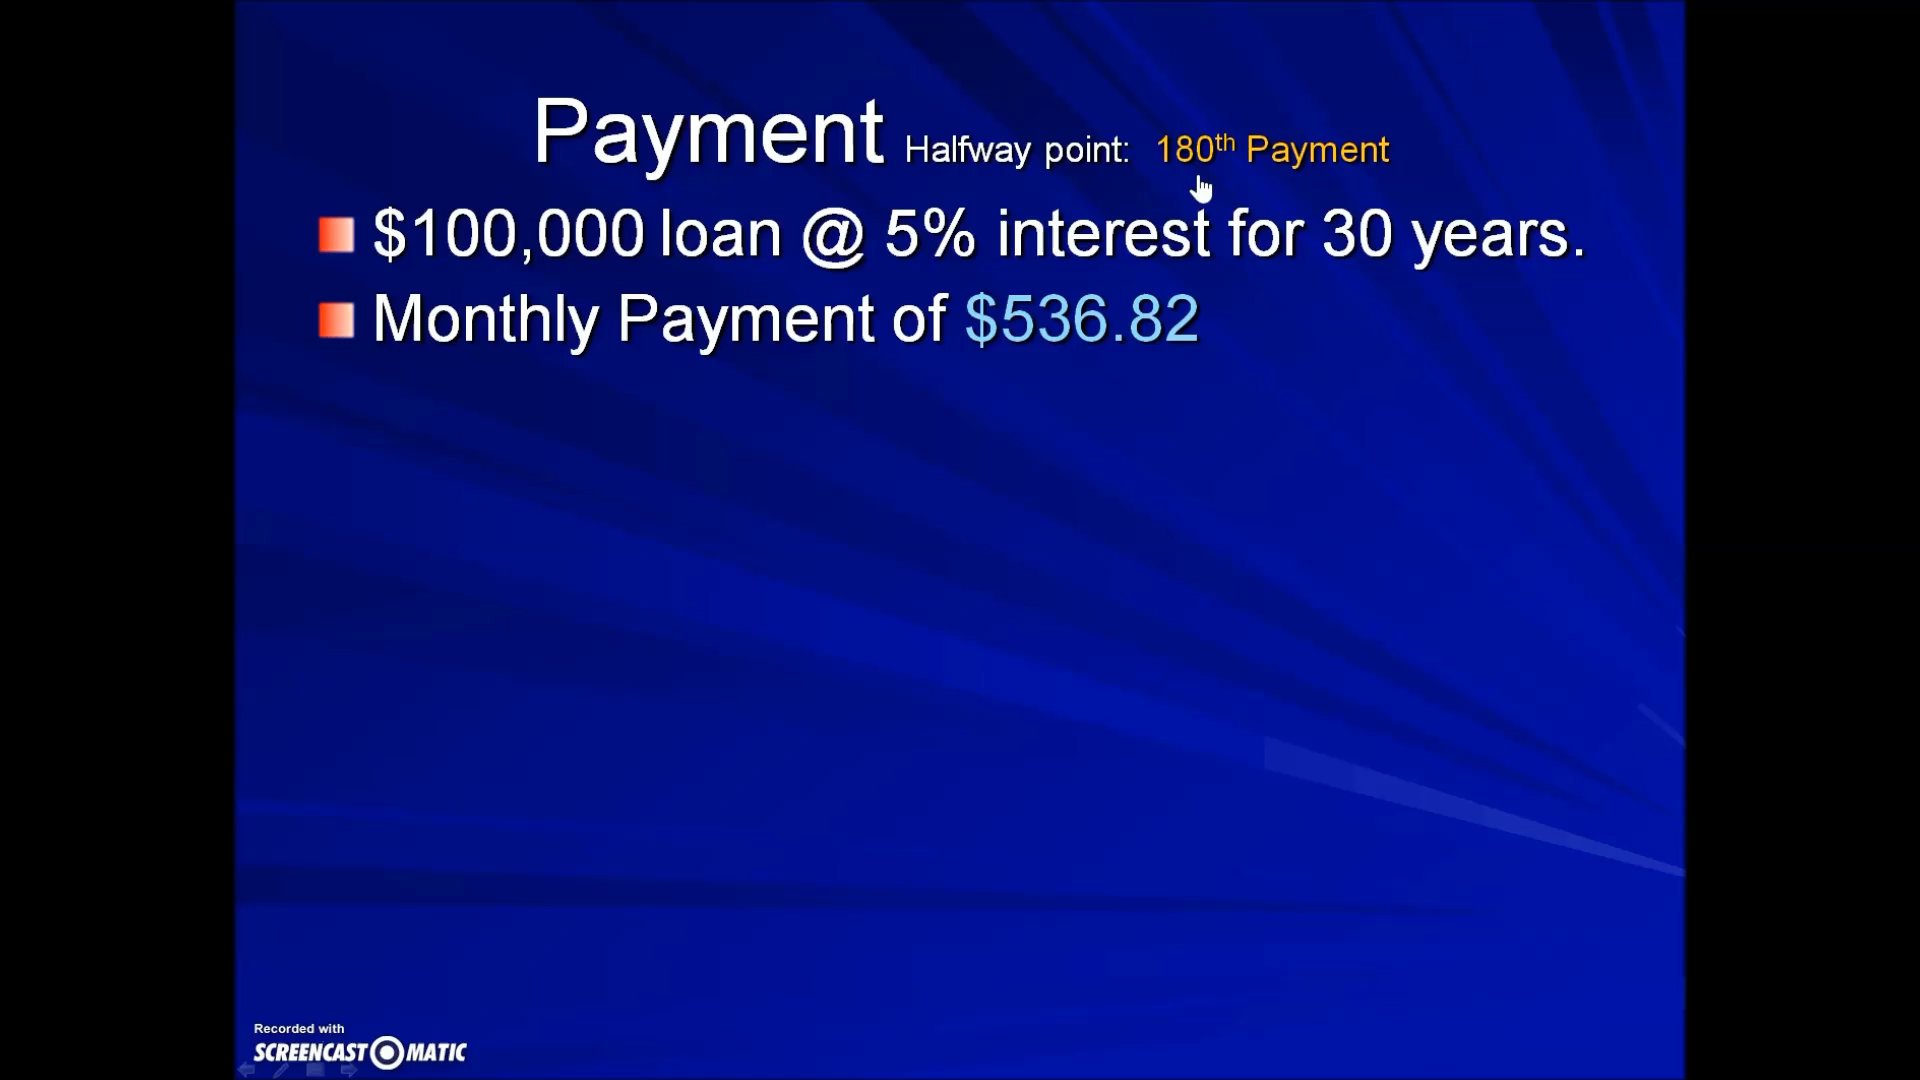 Payment Halfway point: 180th Payment
$100,000 loan @ 5% interest for 30 years.
Monthly Payment of $536.82
Recorded with
SCREENCAST MATIC